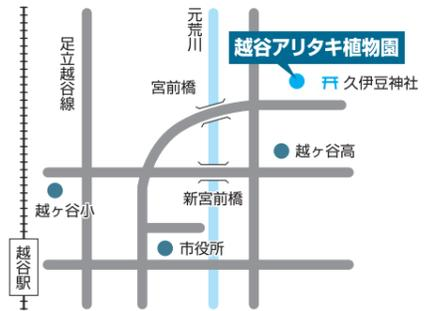 元荒川
足立越谷線
越谷アリタキ植物園
宮前橋
久伊豆神社
越ヶ谷高
越ヶ谷小
新宮前橋
市役所
越谷駅